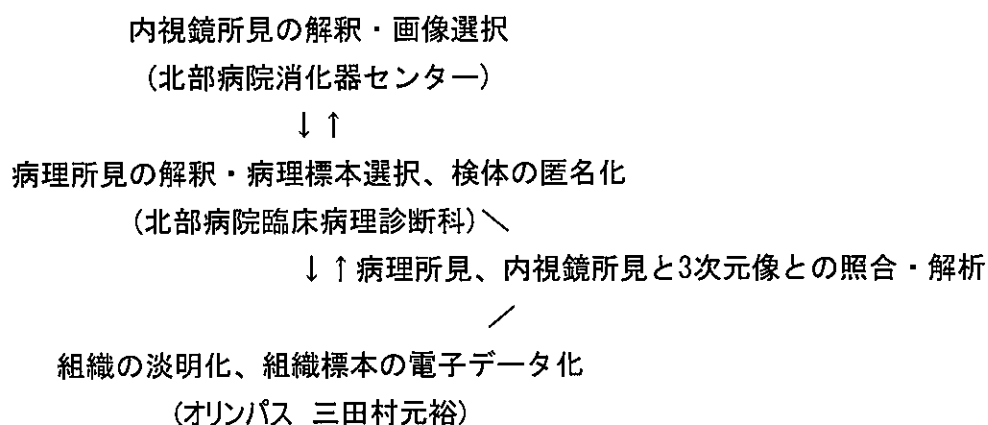 内視鏡所見の解釈・画像選択
(北部病院消化器センター)
↓↑
病理所見の解釈・病理標本選択、検体の匿名化
(北部病院臨床病理診断科)＼
↓↑病理所見、内視鏡所見と3次元像との照合・解析
／
組織の淡明化、組織標本の電子データ化
(オリンパス 三田村元裕)